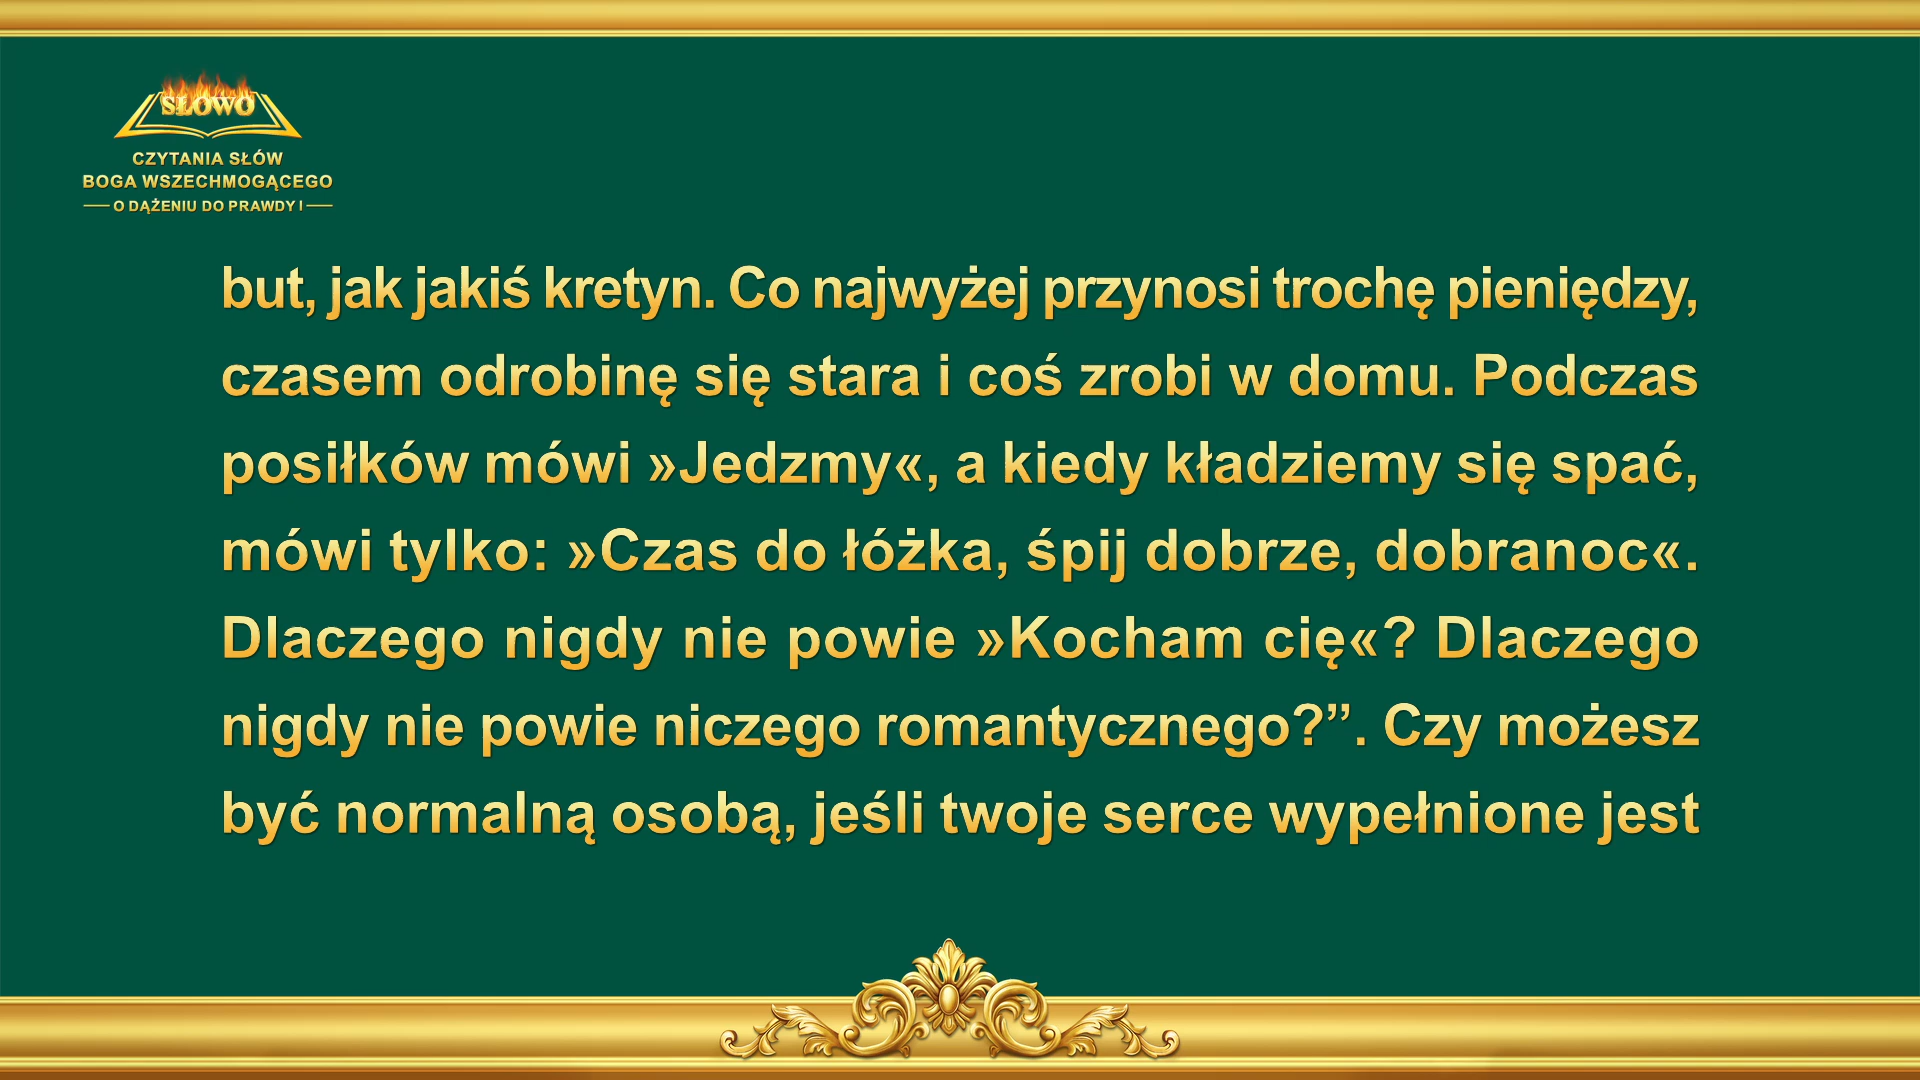 SŁOWO
CZYTANIA SŁÓW
BOGA WSZECHMOGĄCEGO
O DĄŻENIU DO PRAWDY I
but, jak jakiś kretyn. Co najwyżej przynosi trochę pieniędzy,
czasem odrobinę się stara i coś zrobi w domu. Podczas
posiłków mówi »Jedzmy«, a kiedy kładziemy się spać,
mówi tylko: »Czas do łóżka, śpij dobrze, dobranoc«.
Dlaczego nigdy nie powie »Kocham cię«? Dlaczego
nigdy nie powie niczego romantycznego?”. Czy możesz
być normalną osobą, jeśli twoje serce wypełnione jest